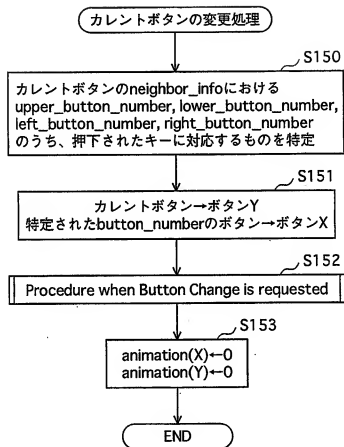 カレントボタンの変更処理
S150
カレントボタンのneighbor_infoにおける
upper_button_number, lower_button_number,
left_button_number, right_button_number
のうち、押下されたキーに対応するものを特定
S151
カレントボタン→ボタンY
特定されたbutton_numberのボタン→ボタンX
S152
Procedure when Button Change is requested
S153
animation(X)←0
animation(Y)←0
END